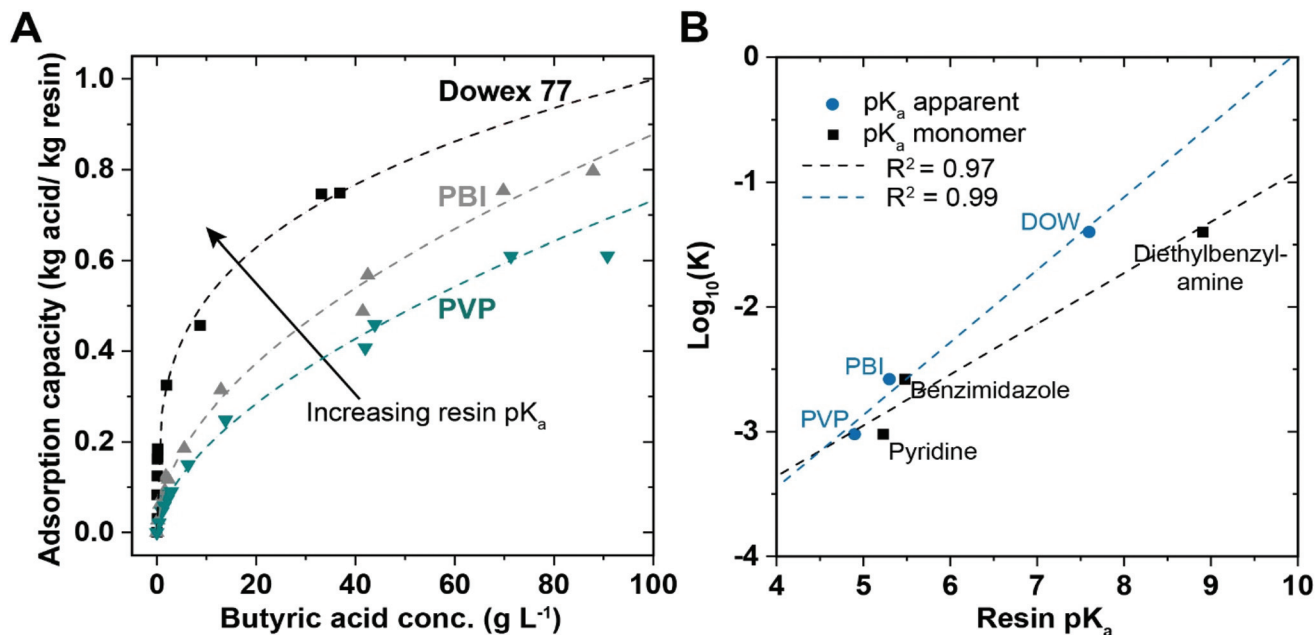 A
Adsorption capacity (kg acid/ kg resin)
1.0
0.8
0.6
0.4
0.2
0.0
Dowex 77
PBI
PVP
Increasing resin pKa
0 20 40 60 80 100
Butyric acid conc. (g L-1)
B
Log10(K)
0
-1
-2
-3
-4
pKa apparent
pKa monomer
R2 = 0.97
R2 = 0.99
DOW
Diethylbenzyl-
amine
PBI
Benzimidazole
PVP
Pyridine
4 5 6 7 8 9 10
Resin pKa